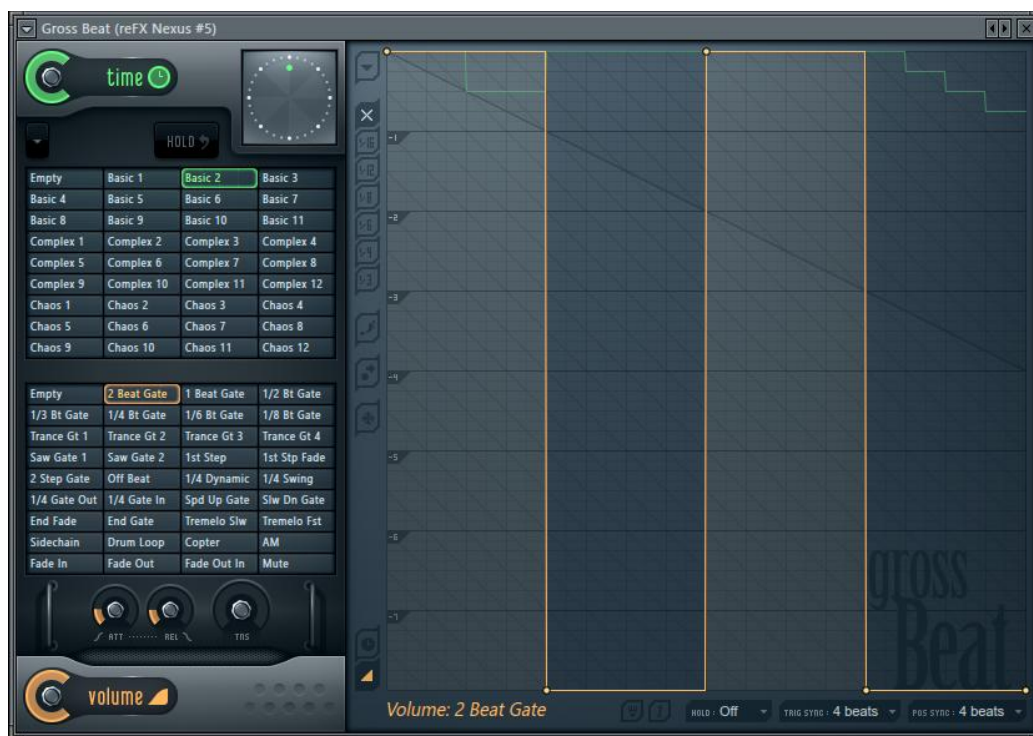 Gross Beat (reFX Nexus #5)
time
HOLD
Empty Basic 1 Basic 2 Basic 3
Basic 4 Basic 5 Basic 6 Basic 7
Basic 8 Basic 9 Basic 10 Basic 11
Complex 1 Complex 2 Complex 3 Complex 4
Complex 5 Complex 6 Complex 7 Complex 8
Complex 9 Complex 10 Complex 11 Complex 12
Chaos 1 Chaos 2 Chaos 3 Chaos 4
Chaos 5 Chaos 6 Chaos 7 Chaos 8
Chaos 9 Chaos 10 Chaos 11 Chaos 12
Empty 2 Beat Gate 1 Beat Gate 1/2 Bt Gate
1/3 Bt Gate 1/4 Bt Gate 1/6 Bt Gate 1/8 Bt Gate
Trance Gt 1 Trance Gt 2 Trance Gt 3 Trance Gt 4
Saw Gate 1 Saw Gate 2 1st Step 1st Stp Fade
2 Step Gate Off Beat 1/4 Dynamic 1/4 Swing
1/4 Gate Out 1/4 Gate In Spd Up Gate Slw Dn Gate
End Fade End Gate Tremelo Slw Tremelo Fst
Sidechain Drum Loop Copter AM
Fade In Fade Out Fade Out In Mute
ATT REL TNS
volume
-1
-2
-3
-4
-5
-6
-7
gross
Beat
Volume: 2 Beat Gate
HOLD: Off TRIG SYNC: 4 beats POS SYNC: 4 beats